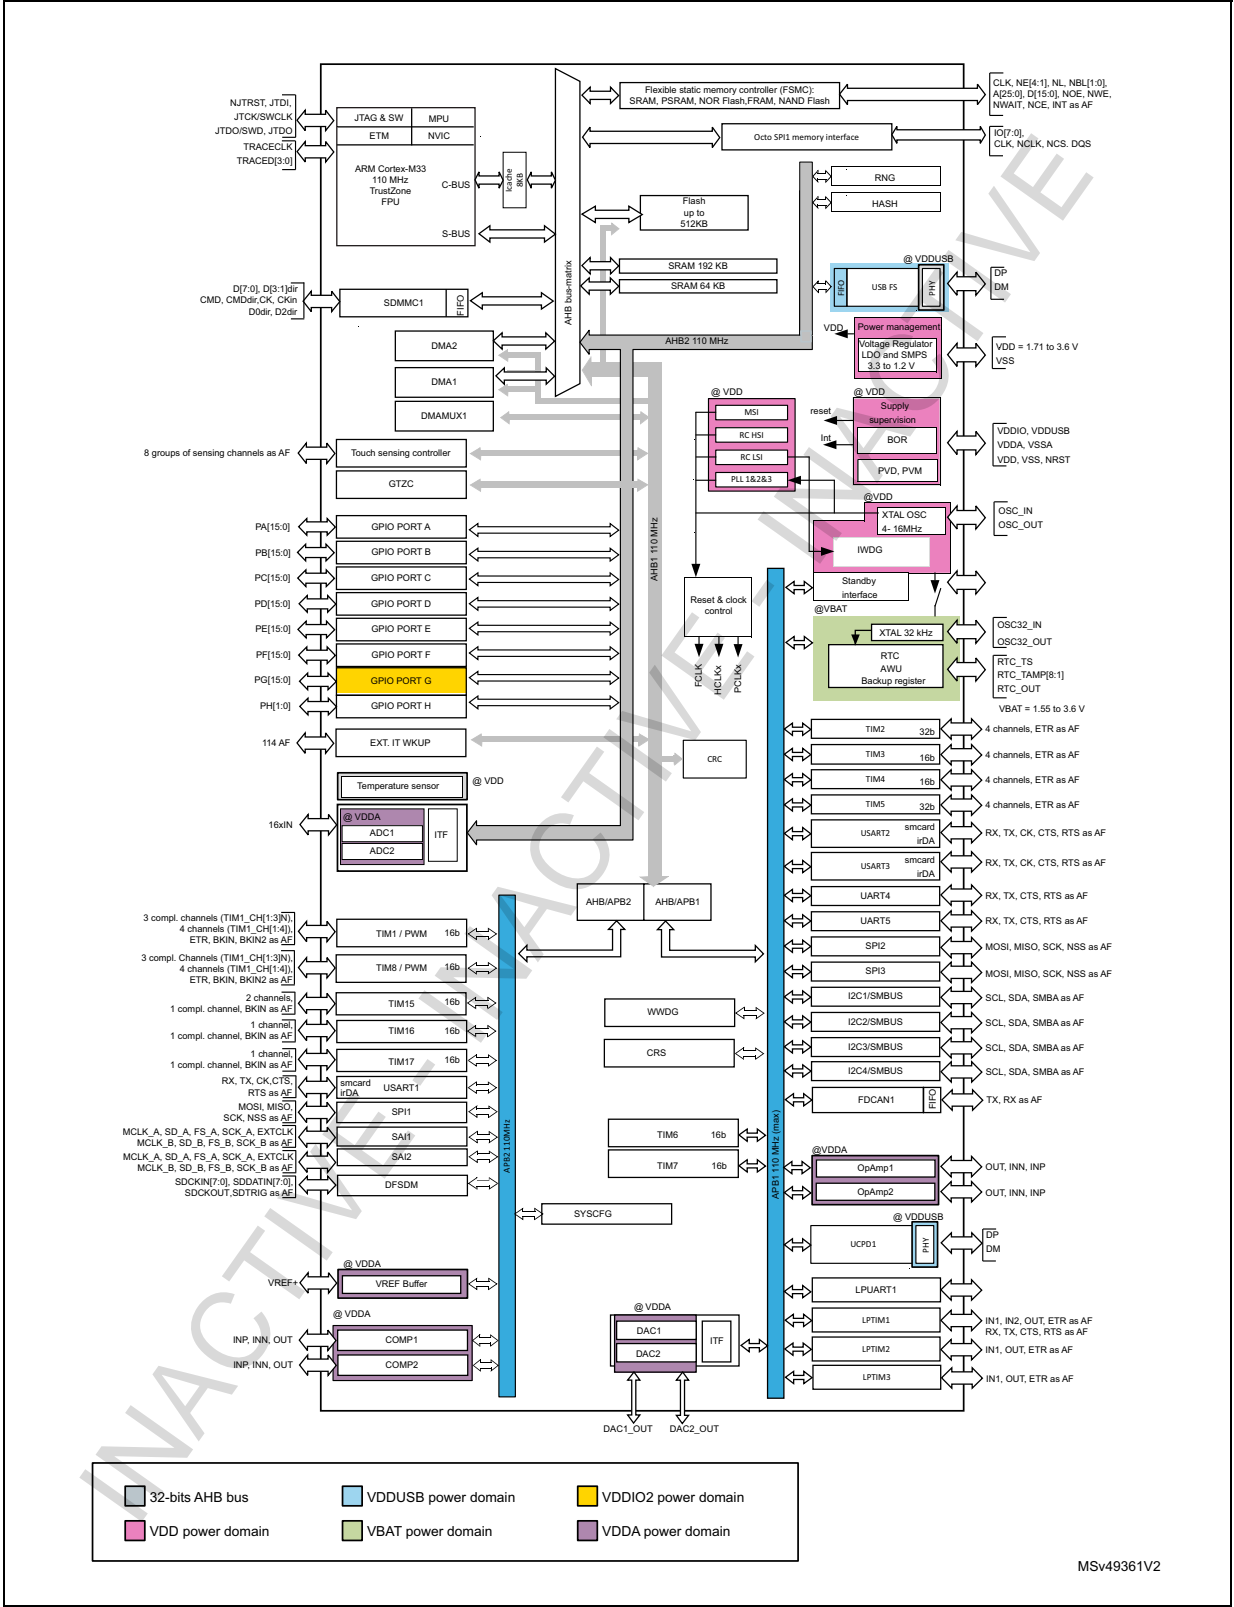 Flexible static memory controller (FSMC):
SRAM, PSRAM, NOR Flash,FRAM, NAND Flash
CLK, NE[4:1], NL, NBL[1:0],
A[25:0], D[15:0], NOE, NWE,
NWAIT, NCE, INT as AF
NJTRST, JTDI,
JTCK/SWCLK
JTDO/SWD, JTDO
TRACECLK
TRACED[3:0]
JTAG & SW
MPU
ETM
NVIC
ARM Cortex-M33
110 MHz
TrustZone
FPU
C-BUS
S-BUS
Icache
8KB
AHB bus-matrix
Octo SPI1 memory interface
IO[7:0],
CLK, NCLK, NCS. DQS
RNG
HASH
Flash
up to
512KB
SRAM 192 KB
SRAM 64 KB
@ VDDUSB
FIFO
USB FS
PHY
DP
DM
D[7:0], D[3:1]dir
CMD, CMDdir,CK, CKin
D0dir, D2dir
SDMMC1
FIFO
AHB2 110 MHz
VDD
Power management
Voltage Regulator
LDO and SMPS
3.3 to 1.2 V
VDD = 1.71 to 3.6 V
VSS
DMA2
DMA1
DMAMUX1
@ VDD
MSI
RC HSI
RC LSI
PLL 1&2&3
@ VDD
reset
Int
Supply
supervision
BOR
PVD, PVM
VDDIO, VDDUSB
VDDA, VSSA
VDD, VSS, NRST
8 groups of sensing channels as AF
Touch sensing controller
GTZC
@VDD
XTAL OSC
4- 16MHz
IWDG
OSC_IN
OSC_OUT
Standby
interface
@VBAT
XTAL 32 kHz
RTC
AWU
Backup register
OSC32_IN
OSC32_OUT
RTC_TS
RTC_TAMP[8:1]
RTC_OUT
VBAT = 1.55 to 3.6 V
AHB1 110 MHz
Reset & clock
control
FCLK
HCLKx
PCLKx
PA[15:0]
GPIO PORT A
PB[15:0]
GPIO PORT B
PC[15:0]
GPIO PORT C
PD[15:0]
GPIO PORT D
PE[15:0]
GPIO PORT E
PF[15:0]
GPIO PORT F
PG[15:0]
GPIO PORT G
PH[1:0]
GPIO PORT H
114 AF
EXT. IT WKUP
CRC
Temperature sensor
@ VDD
16xIN
@ VDDA
ADC1
ADC2
ITF
TIM2
32b
4 channels, ETR as AF
TIM3
16b
4 channels, ETR as AF
TIM4
16b
4 channels, ETR as AF
TIM5
32b
4 channels, ETR as AF
USART2
smcard
irDA
RX, TX, CK, CTS, RTS as AF
USART3
smcard
irDA
RX, TX, CK, CTS, RTS as AF
UART4
RX, TX, CTS, RTS as AF
UART5
RX, TX, CTS, RTS as AF
SPI2
MOSI, MISO, SCK, NSS as AF
SPI3
MOSI, MISO, SCK, NSS as AF
I2C1/SMBUS
SCL, SDA, SMBA as AF
I2C2/SMBUS
SCL, SDA, SMBA as AF
I2C3/SMBUS
SCL, SDA, SMBA as AF
I2C4/SMBUS
SCL, SDA, SMBA as AF
FDCAN1
FIFO
TX, RX as AF
AHB/APB2
AHB/APB1
3 compl. channels (TIM1_CH[1:3]N),
4 channels (TIM1_CH[1:4]),
ETR, BKIN, BKIN2 as AF
TIM1 / PWM
16b
3 compl. Channels (TIM1_CH[1:3]N),
4 channels (TIM1_CH[1:4]),
ETR, BKIN, BKIN2 as AF
TIM8 / PWM
16b
2 channels,
1 compl. channel, BKIN as AF
TIM15
16b
1 channel,
1 compl. channel, BKIN as AF
TIM16
16b
1 channel,
1 compl. channel, BKIN as AF
TIM17
16b
RX, TX, CK,CTS,
RTS as AF
smcard
irDA
USART1
MOSI, MISO,
SCK, NSS as AF
SPI1
MCLK_A, SD_A, FS_A, SCK_A, EXTCLK
MCLK_B, SD_B, FS_B, SCK_B as AF
SAI1
MCLK_A, SD_A, FS_A, SCK_A, EXTCLK
MCLK_B, SD_B, FS_B, SCK_B as AF
SAI2
SDCKIN[7:0], SDDATIN[7:0],
SDCKOUT,SDTRIG as AF
DFSDM
APB2 110MHz
APB1 110 MHz (max)
WWDG
CRS
TIM6
16b
TIM7
16b
SYSCFG
@VDDA
OpAmp1
OUT, INN, INP
OpAmp2
OUT, INN, INP
@ VDDUSB
UCPD1
PHY
DP
DM
LPUART1
LPTIM1
IN1, IN2, OUT, ETR as AF
RX, TX, CTS, RTS as AF
LPTIM2
IN1, OUT, ETR as AF
LPTIM3
IN1, OUT, ETR as AF
@ VDDA
VREF+
VREF Buffer
@ VDDA
INP, INN, OUT
COMP1
INP, INN, OUT
COMP2
@ VDDA
DAC1
DAC2
ITF
DAC1_OUT
DAC2_OUT
32-bits AHB bus
VDDUSB power domain
VDDIO2 power domain
VDD power domain
VBAT power domain
VDDA power domain
MSv49361V2
INACTIVE - INACTIVE - INACTIVE